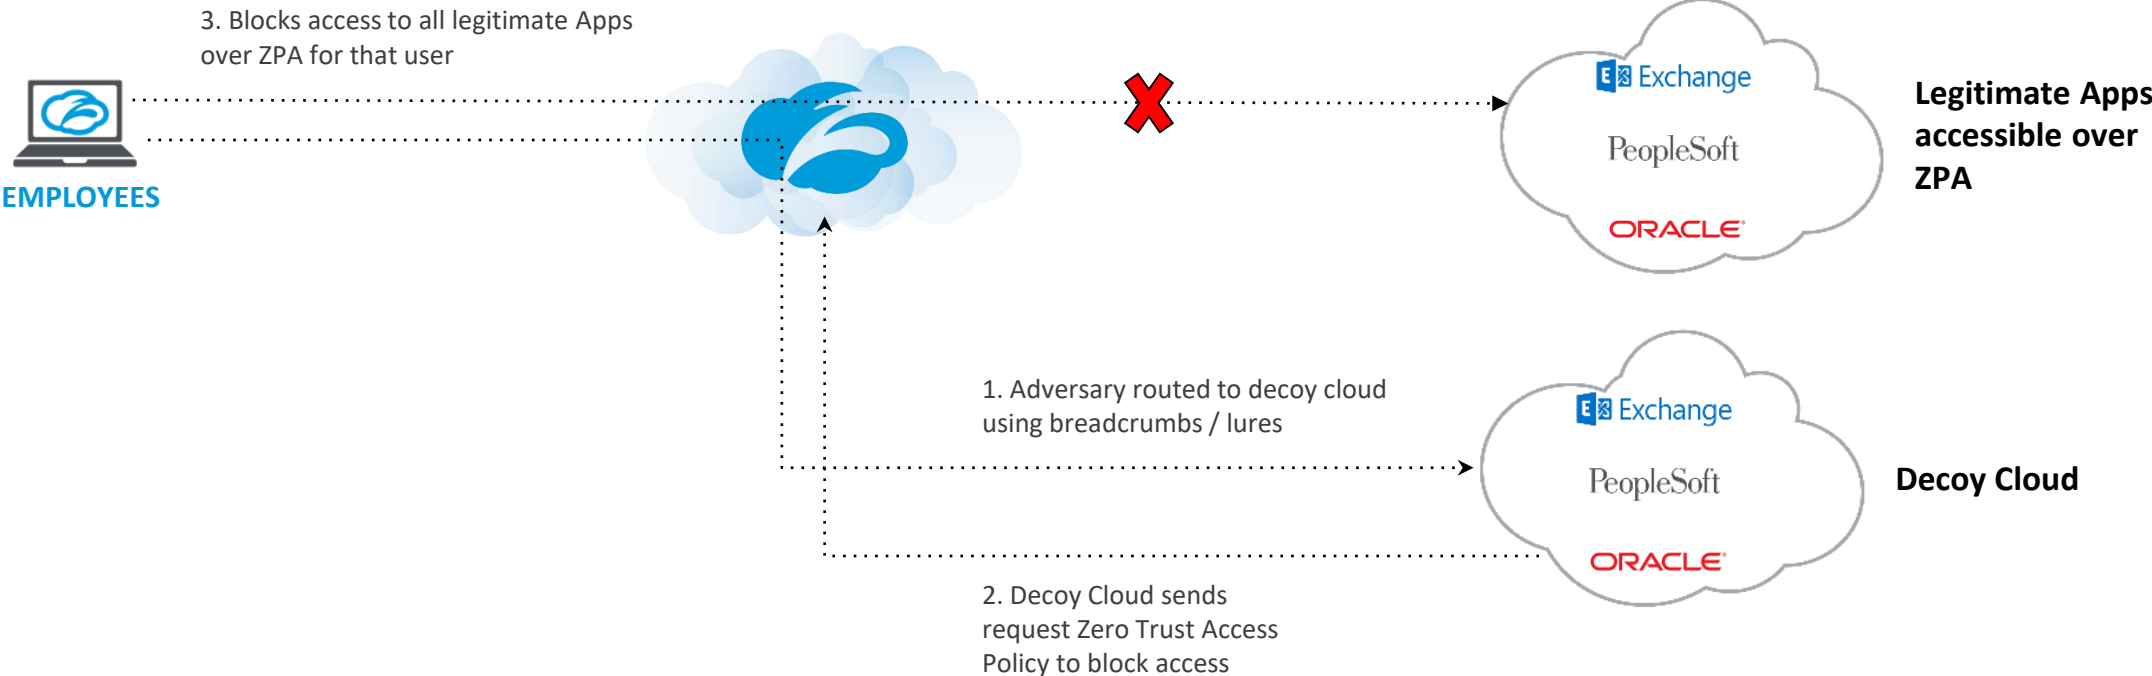 3. Blocks access to all legitimate Apps
over ZPA for that user
EMPLOYEES
E Exchange
PeopleSoft
ORACLE®
Legitimate Apps
accessible over
ZPA
1. Adversary routed to decoy cloud
using breadcrumbs / lures
E Exchange
PeopleSoft
ORACLE®
Decoy Cloud
2. Decoy Cloud sends
request Zero Trust Access
Policy to block access